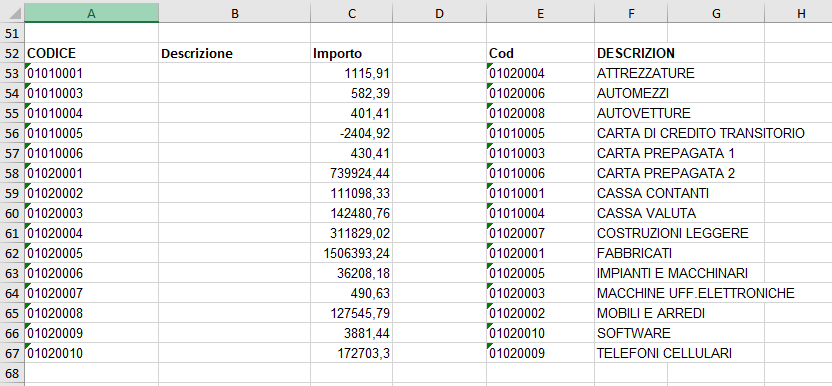 A B C D E F G H
51
52 CODICE Descrizione Importo Cod DESCRIZION
53 01010001 1115,91 01020004 ATTREZZATURE
54 01010003 582,39 01020006 AUTOMEZZI
55 01010004 401,41 01020008 AUTOVETTURE
56 01010005 -2404,92 01010005 CARTA DI CREDITO TRANSITORIO
57 01010006 430,41 01010003 CARTA PREPAGATA 1
58 01020001 739924,44 01010006 CARTA PREPAGATA 2
59 01020002 111098,33 01010001 CASSA CONTANTI
60 01020003 142480,76 01010004 CASSA VALUTA
61 01020004 311829,02 01020007 COSTRUZIONI LEGGERE
62 01020005 1506393,24 01020001 FABBRICATI
63 01020006 36208,18 01020005 IMPIANTI E MACCHINARI
64 01020007 490,63 01020003 MACCHINE UFF.ELETTRONICHE
65 01020008 127545,79 01020002 MOBILI E ARREDI
66 01020009 3881,44 01020010 SOFTWARE
67 01020010 172703,3 01020009 TELEFONI CELLULARI
68